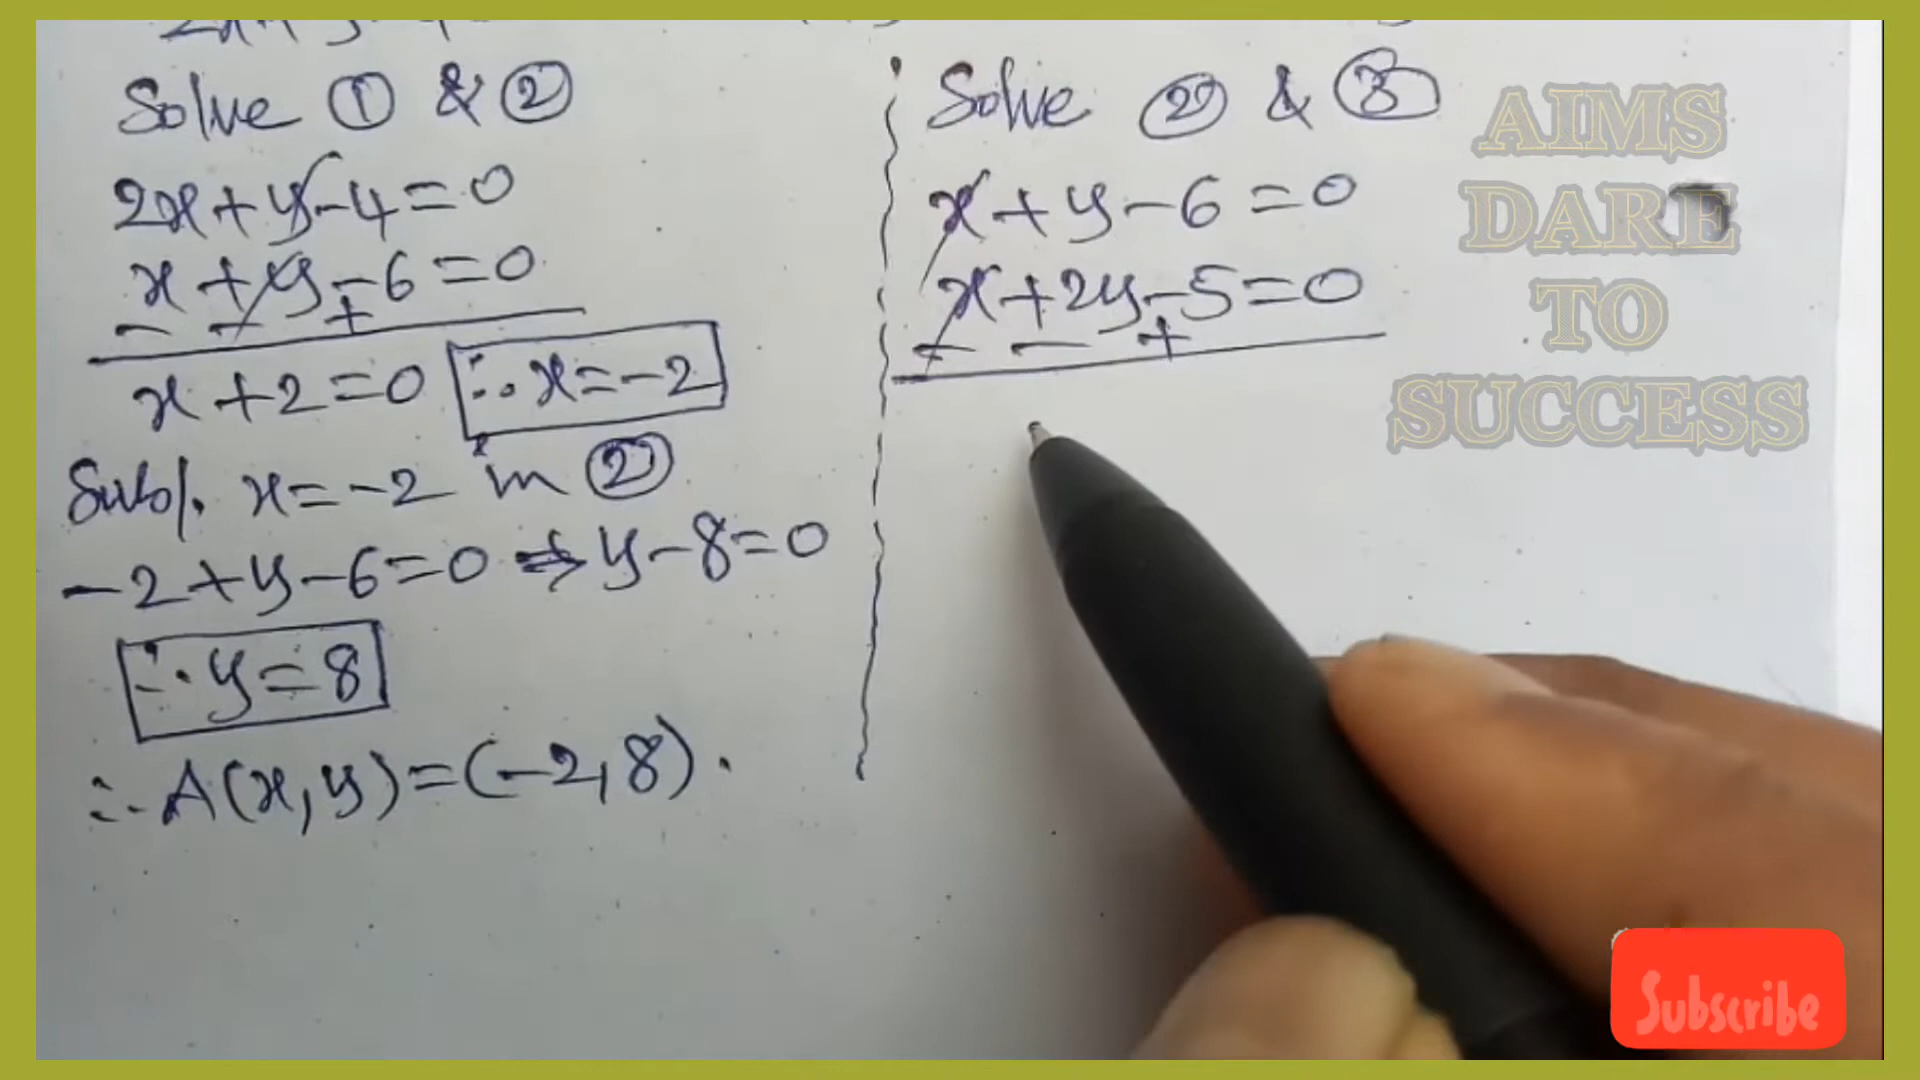 Solve ① & ②
2x+y-4=0
x+y-6=0
- - +
x+2=0 ∴x=-2
Sub/. x=-2 in ②
-2+y-6=0 ⇒ y-8=0
∴y=8
∴A(x,y)=(-2,8).
Solve ② & ③
x+y-6=0
x+2y-5=0
- - +
AIMS
DARE
TO
SUCCESS
Subscribe